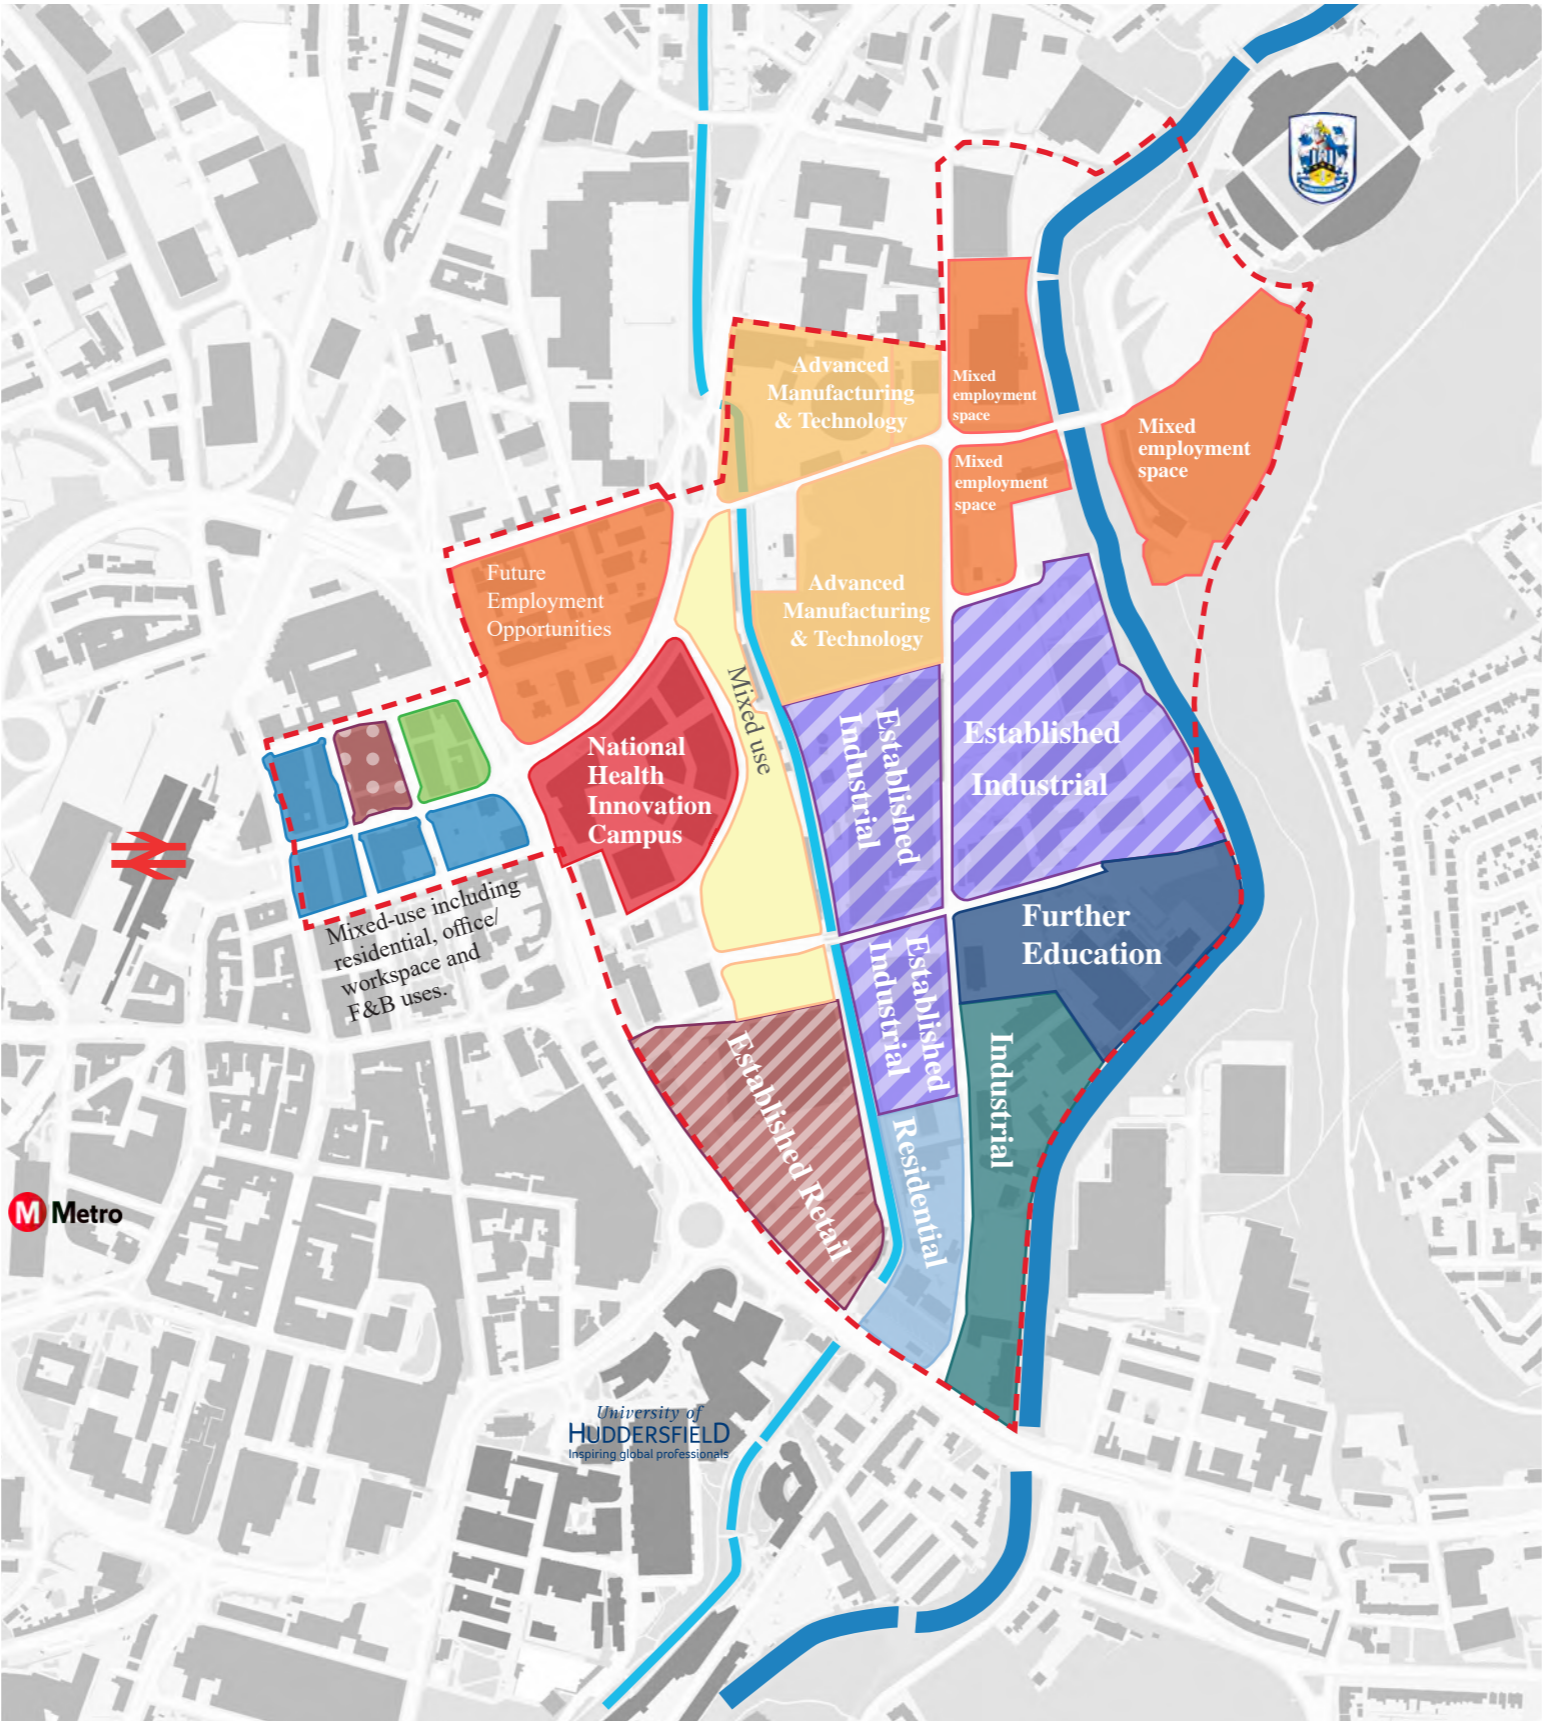 Advanced
Manufacturing
& Technology
Mixed
employment
space
Mixed
employment
space
Mixed
employment
space
Future
Employment
Opportunities
Advanced
Manufacturing
& Technology
Mixed use
National
Health
Innovation
Campus
Established
Industrial
Established
Industrial
Mixed-use including
residential, office/
workspace and
F&B uses.
Further
Education
Established
Industrial
Industrial
Established Retail
Residential
M Metro
University of
HUDDERSFIELD
Inspiring global professionals